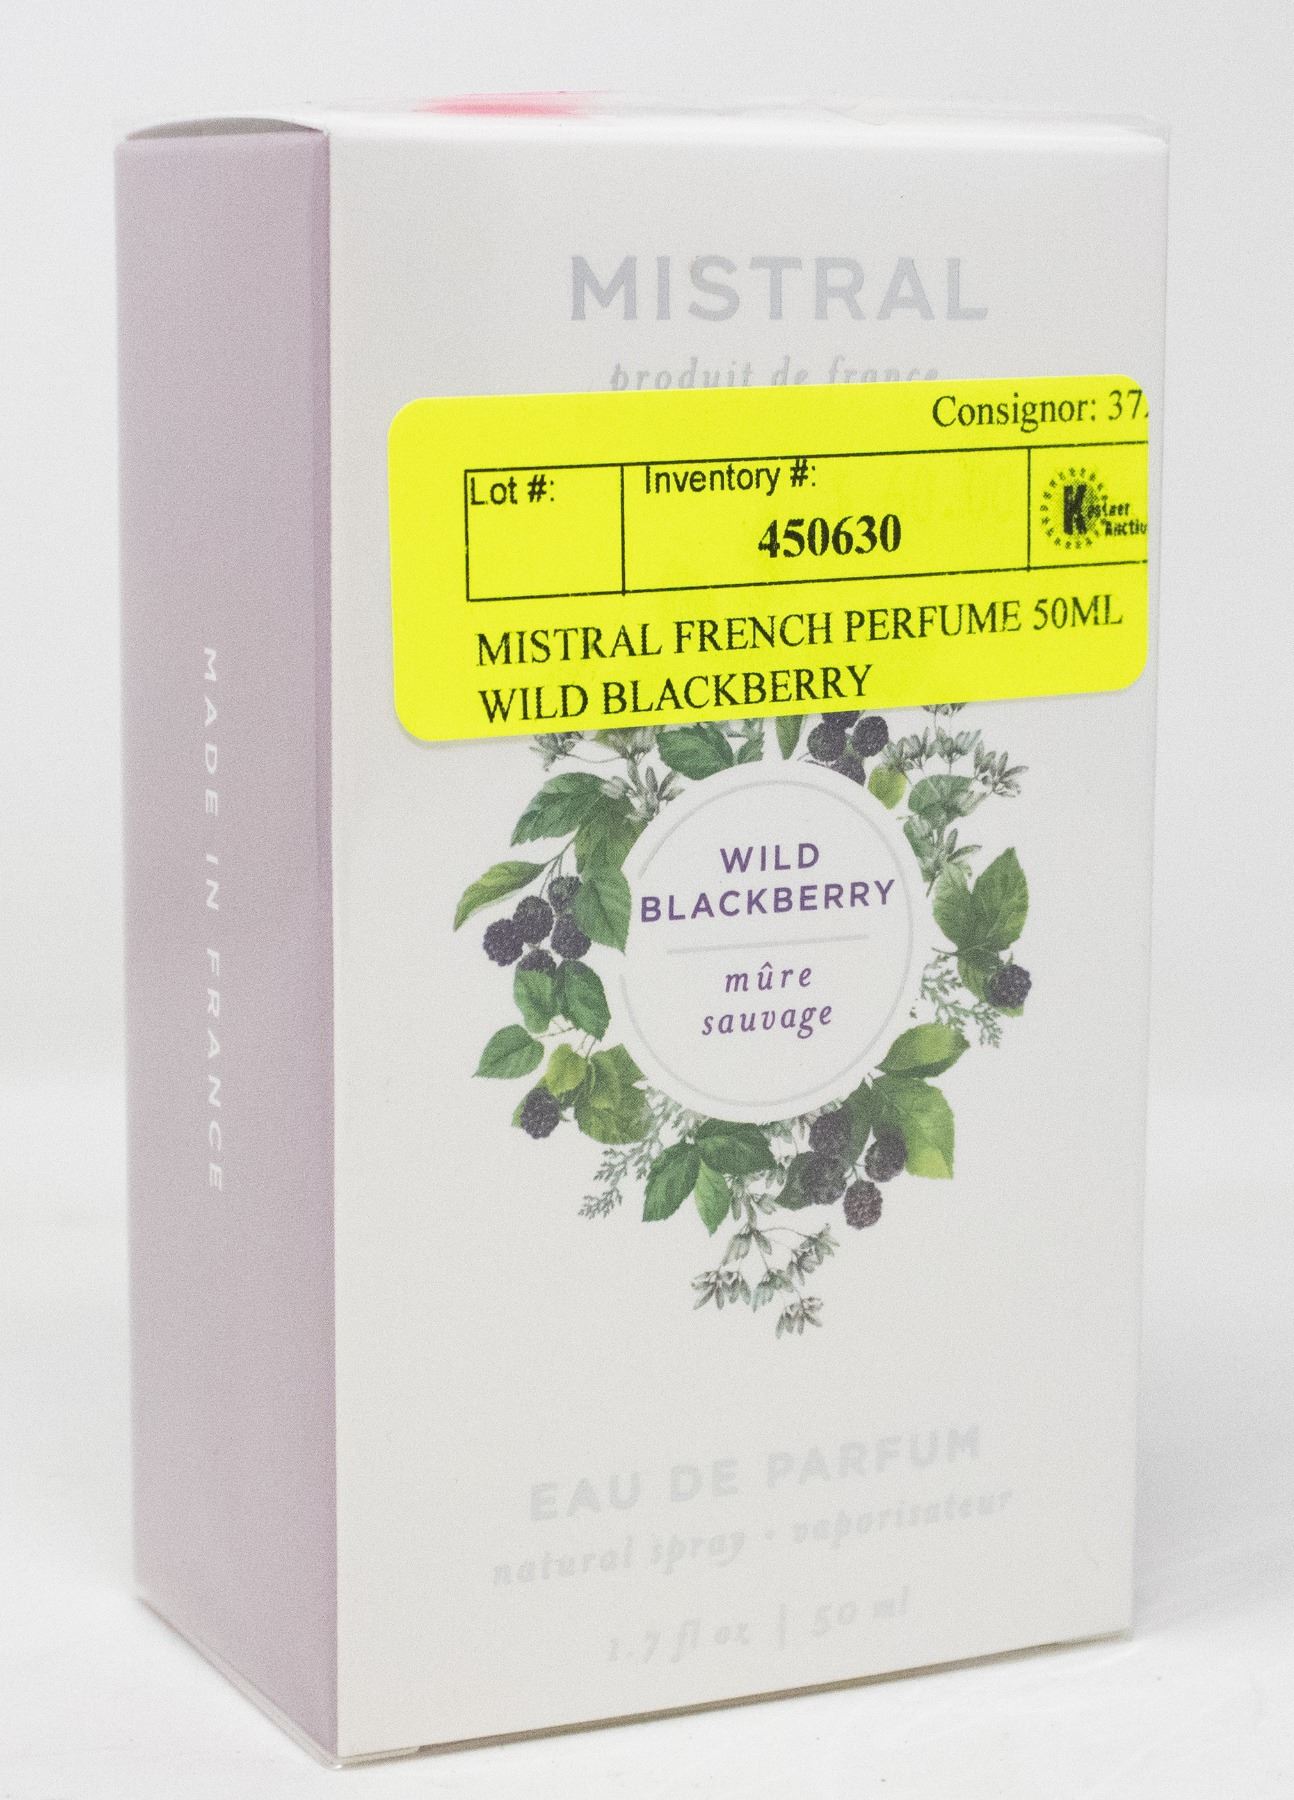 MISTRAL
produit de france
Consignor: 37
Lot #:
Inventory #:
450630
MISTRAL FRENCH PERFUME 50ML
WILD BLACKBERRY
WILD
BLACKBERRY
mûre
sauvage
EAU DE PARFUM
natural spray • vaporisateur
1.7 fl oz | 50 ml
MADE IN FRANCE